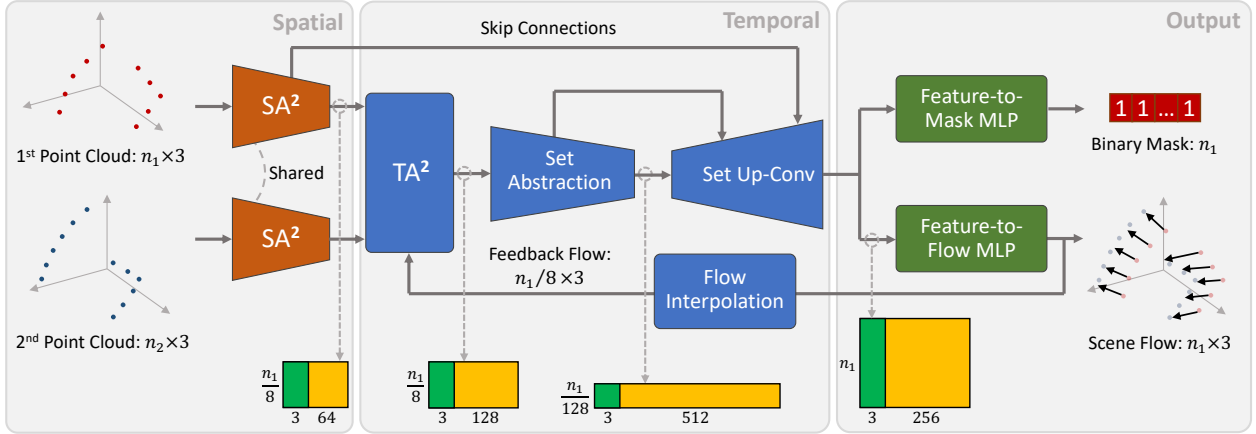 Spatial
Temporal
Output
Skip Connections
1st Point Cloud: n₁×3
SA²
Shared
SA²
2nd Point Cloud: n₂×3
TA²
Set
Abstraction
Set Up-Conv
Feedback Flow:
n₁/8 ×3
Flow
Interpolation
Feature-to-
Mask MLP
Feature-to-
Flow MLP
1 1 ... 1
Binary Mask: n₁
Scene Flow: n₁×3
n₁
8
3 64
n₁
8
3 128
n₁
128
3 512
n₁
3 256